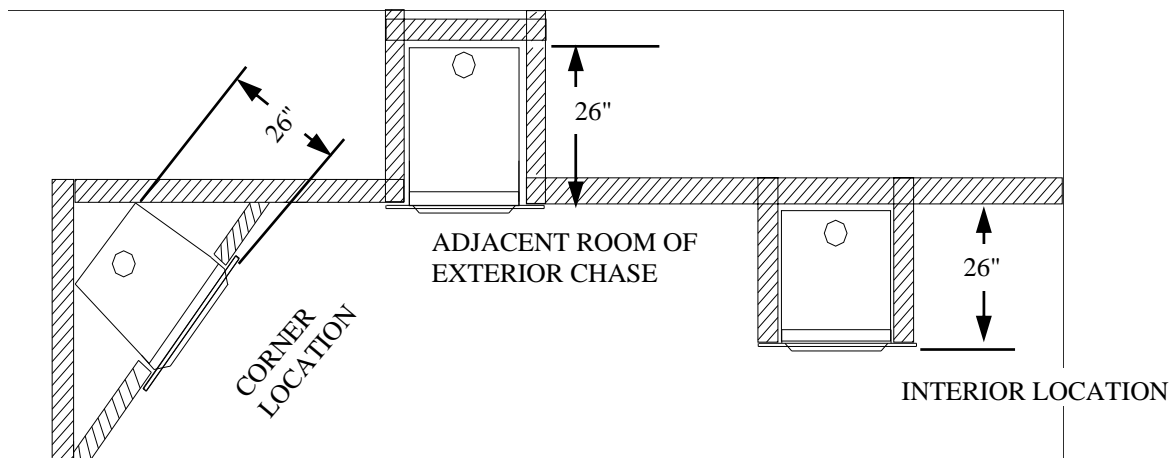 26"
26"
ADJACENT ROOM OF
EXTERIOR CHASE
26"
CORNER
LOCATION
INTERIOR LOCATION